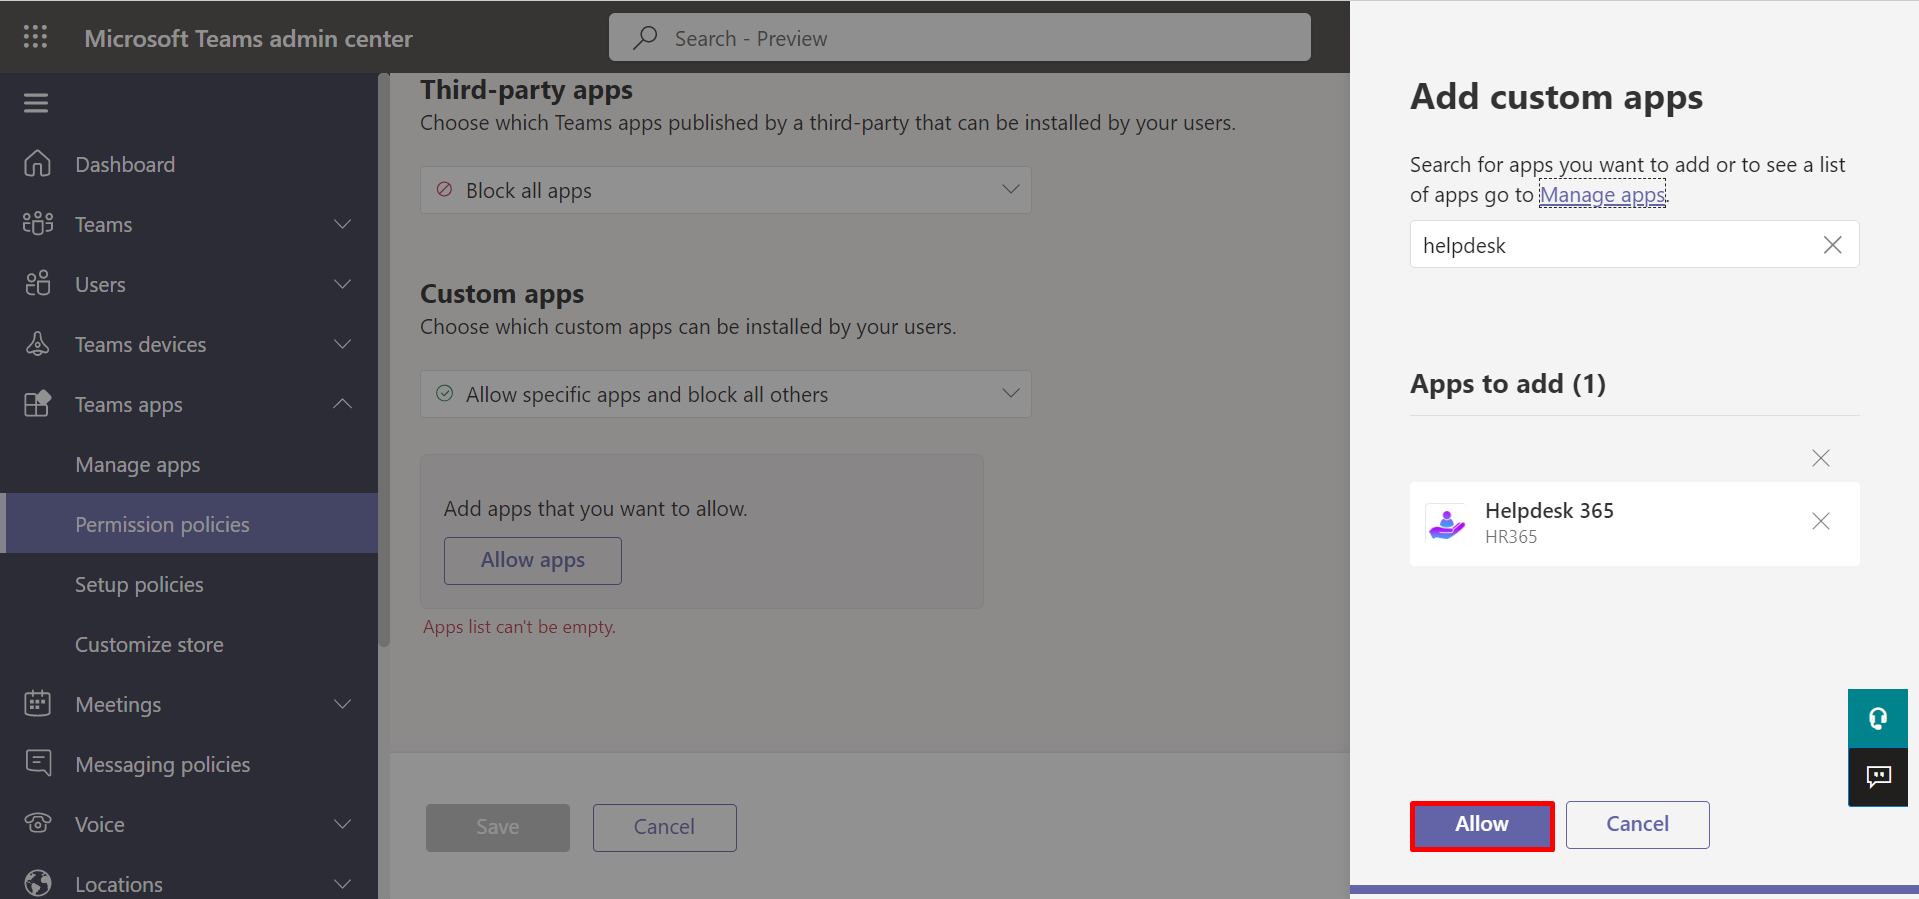 Microsoft Teams admin center
Search - Preview
Dashboard
Teams
Users
Teams devices
Teams apps
Manage apps
Permission policies
Setup policies
Customize store
Meetings
Messaging policies
Voice
Locations
Third-party apps
Choose which Teams apps published by a third-party that can be installed by your users.
Block all apps
Custom apps
Choose which custom apps can be installed by your users.
Allow specific apps and block all others
Add apps that you want to allow.
Allow apps
Apps list can't be empty.
Save
Cancel
Add custom apps
Search for apps you want to add or to see a list
of apps go to Manage apps.
helpdesk
Apps to add (1)
Helpdesk 365
HR365
Allow
Cancel